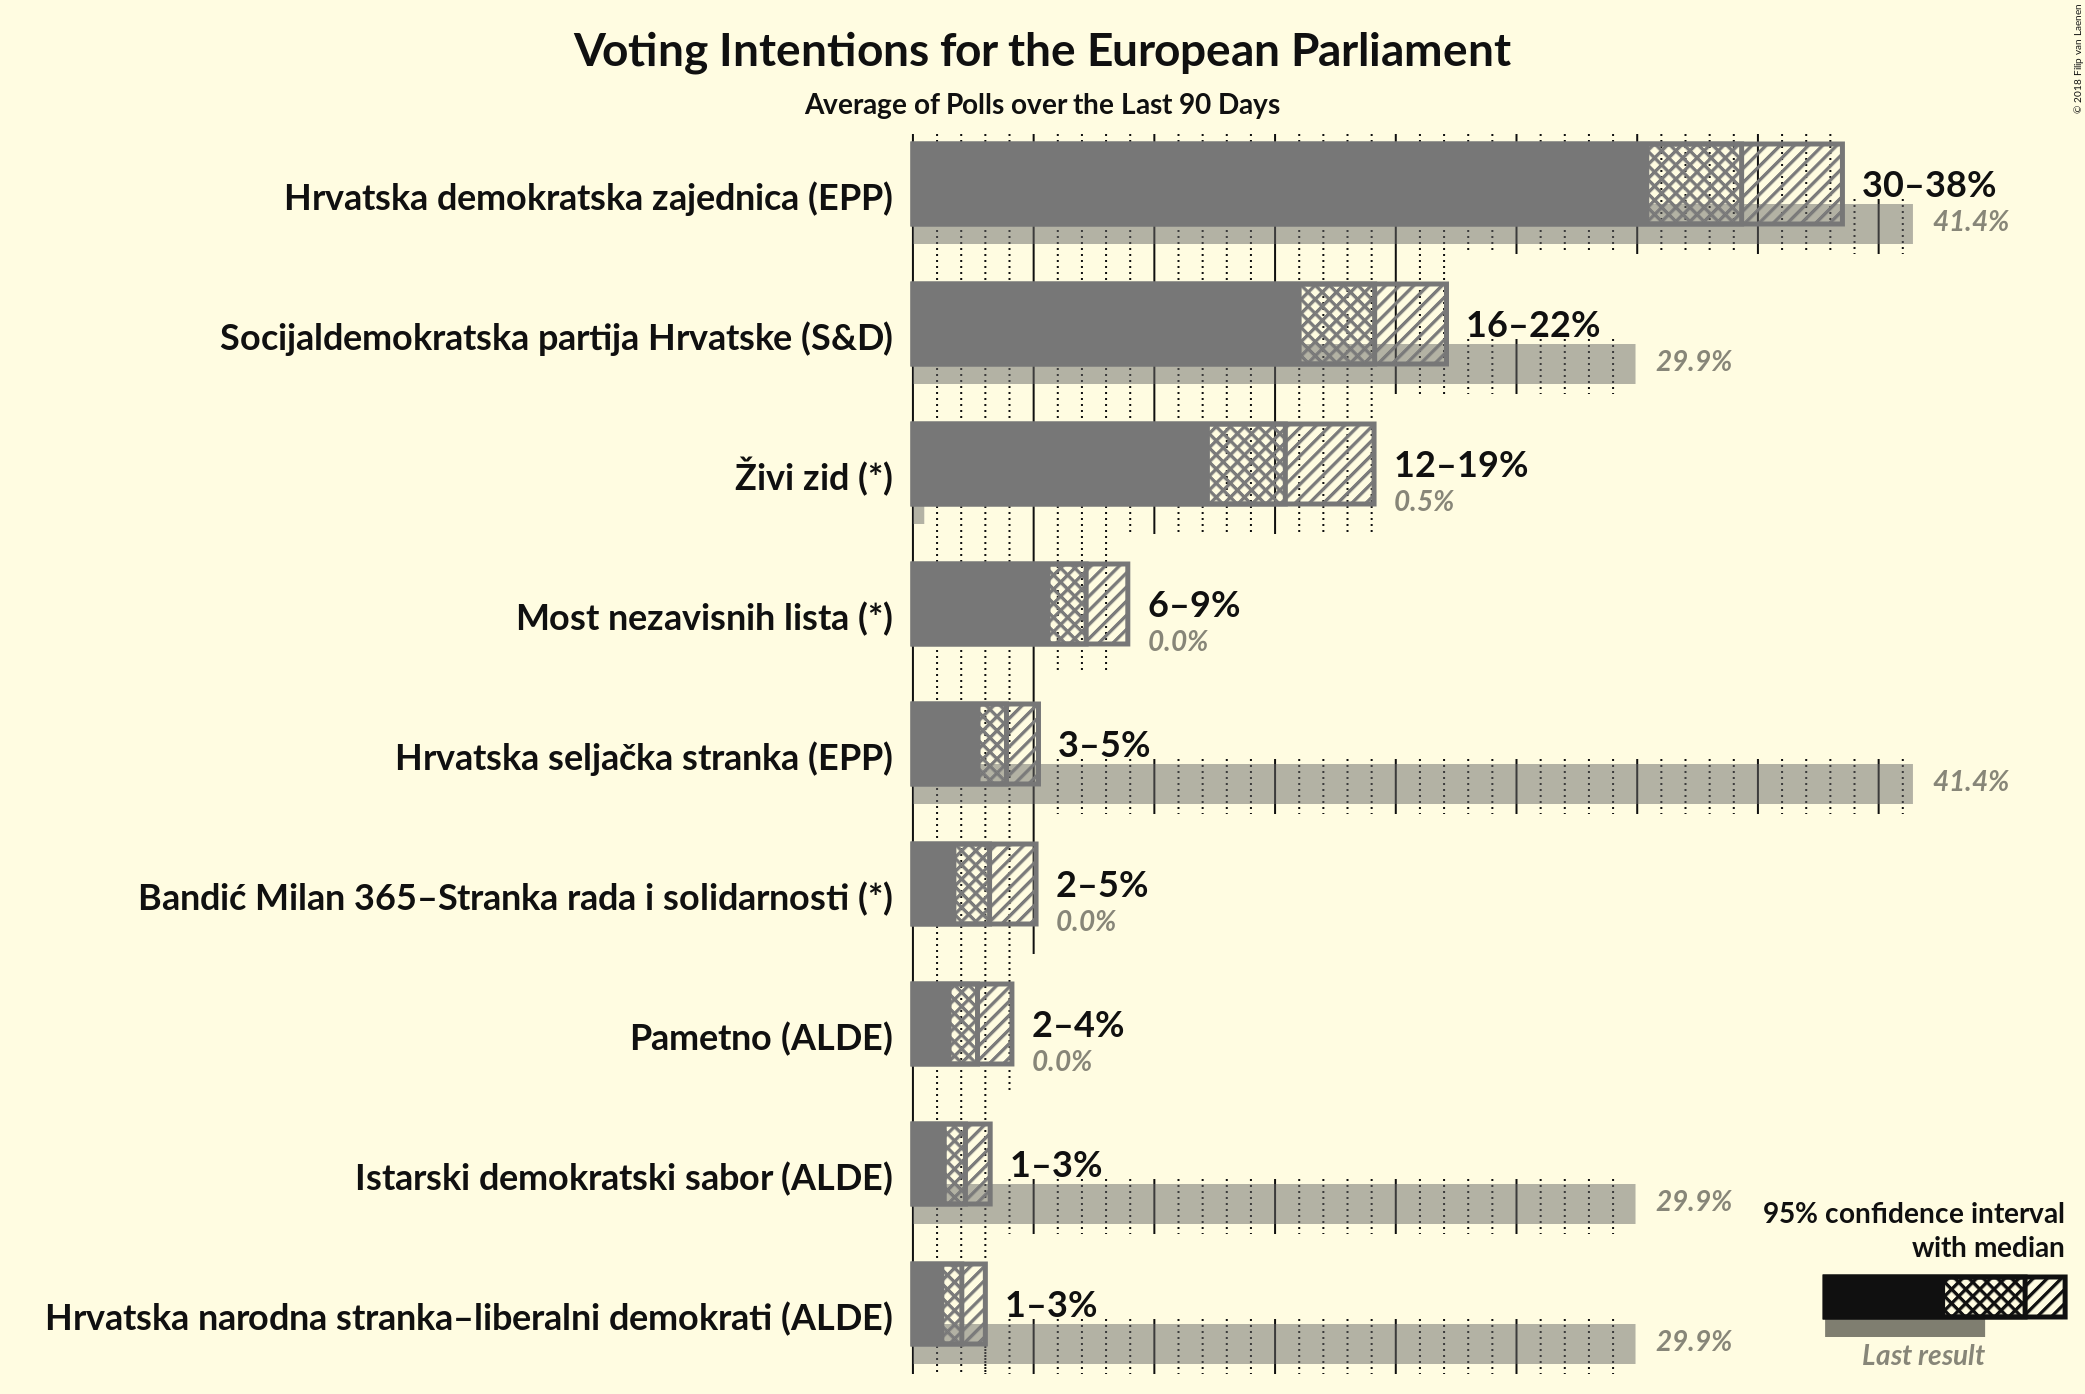 Voting Intentions for the European Parliament
Average of Polls over the Last 90 Days
© 2018 Filip van Laenen
Hrvatska demokratska zajednica (EPP)
30–38%
41.4%
Socijaldemokratska partija Hrvatske (S&D)
16–22%
29.9%
Živi zid (*)
12–19%
0.5%
Most nezavisnih lista (*)
6–9%
0.0%
Hrvatska seljačka stranka (EPP)
3–5%
41.4%
Bandić Milan 365–Stranka rada i solidarnosti (*)
2–5%
0.0%
Pametno (ALDE)
2–4%
0.0%
Istarski demokratski sabor (ALDE)
1–3%
29.9%
Hrvatska narodna stranka–liberalni demokrati (ALDE)
1–3%
29.9%
95% confidence interval
with median
Last result